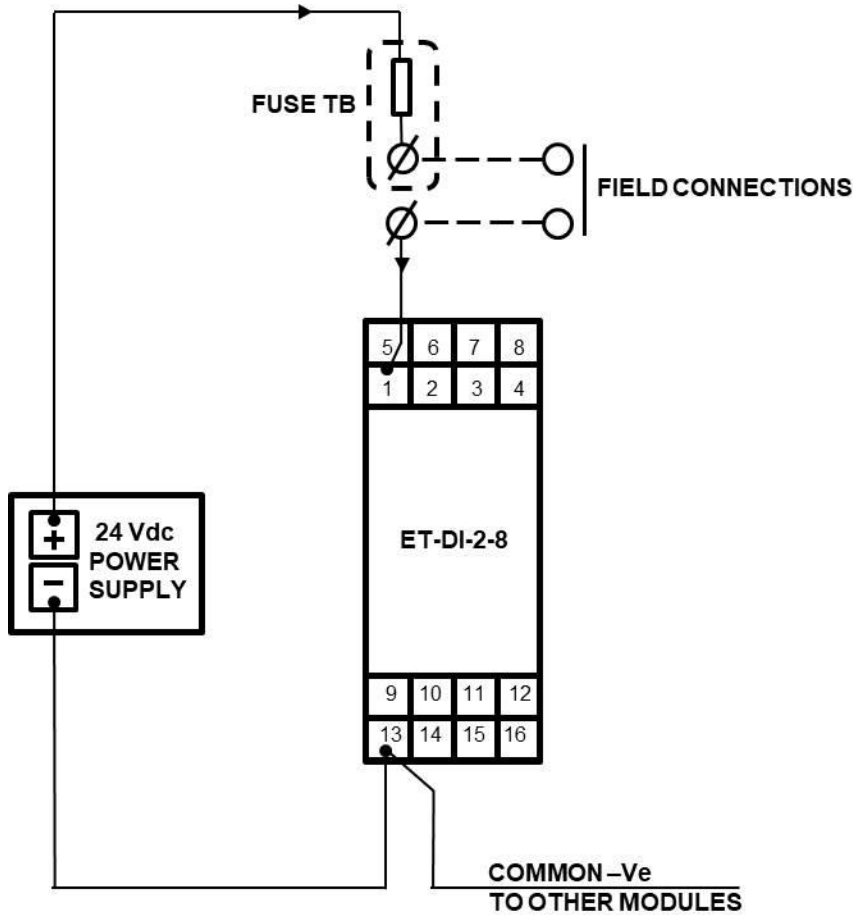 FUSE TB
FIELD CONNECTIONS
5 6 7 8
1 2 3 4
24 Vdc
POWER
SUPPLY
+
–
ET-DI-2-8
9 10 11 12
13 14 15 16
COMMON –Ve
TO OTHER MODULES